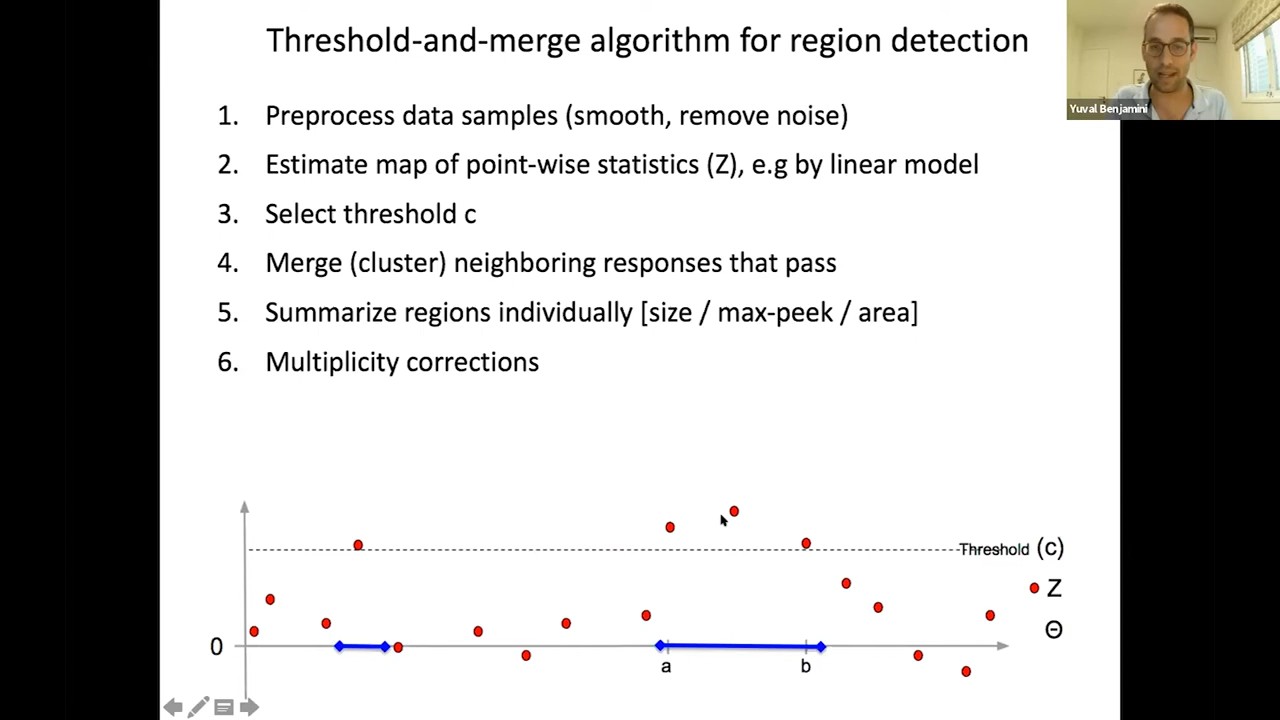 Threshold-and-merge algorithm for region detection
Yuval Benjamini
1. Preprocess data samples (smooth, remove noise)
2. Estimate map of point-wise statistics (Z), e.g by linear model
3. Select threshold c
4. Merge (cluster) neighboring responses that pass
5. Summarize regions individually [size / max-peek / area]
6. Multiplicity corrections
Threshold (c)
Z
Θ
0
a b